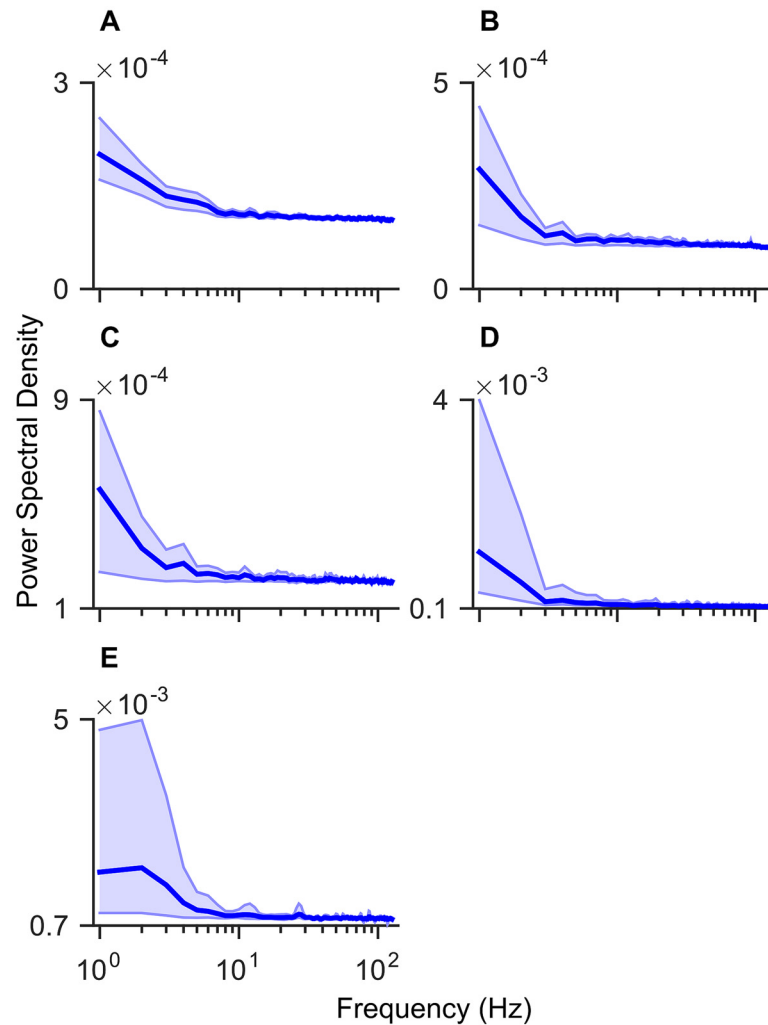 A
B
×10⁻⁴
×10⁻⁴
3
5
0
0
C
D
×10⁻⁴
×10⁻³
9
4
1
0.1
E
×10⁻³
5
0.7
10⁰ 10¹ 10²
Power Spectral Density
Frequency (Hz)